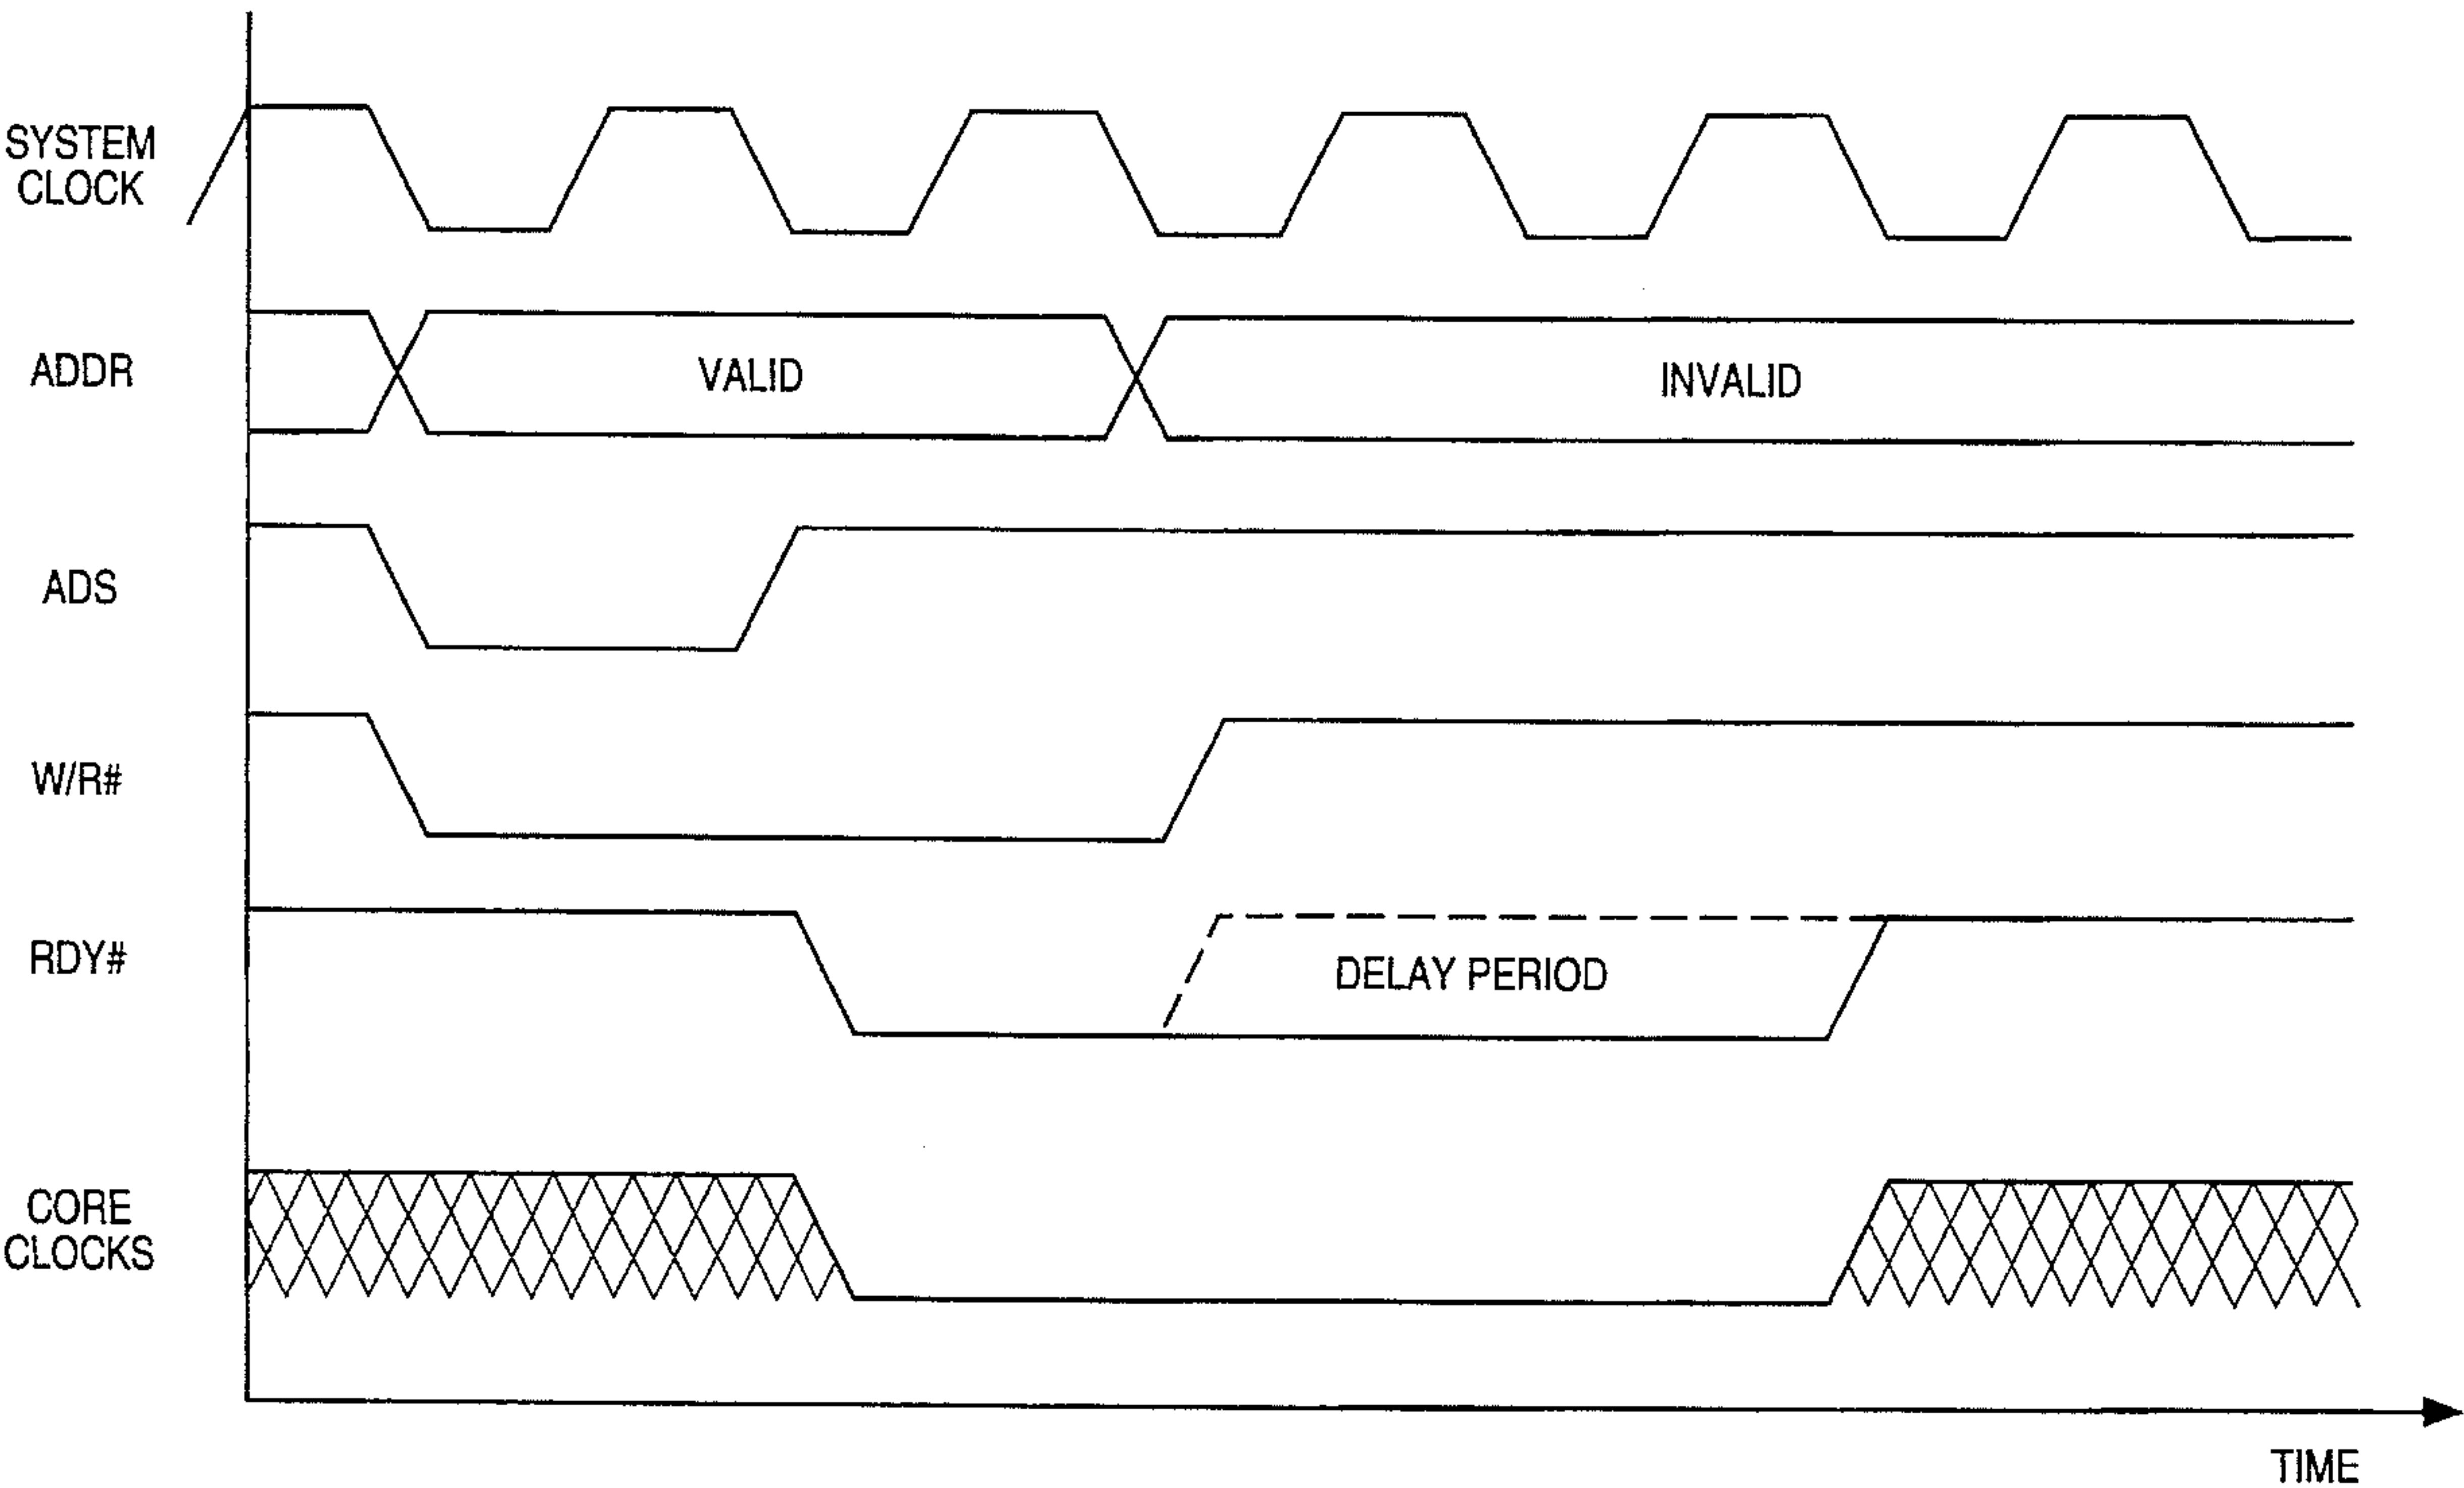 SYSTEM
CLOCK
ADDR
VALID
INVALID
ADS
W/R#
RDY#
DELAY PERIOD
CORE
CLOCKS
TIME